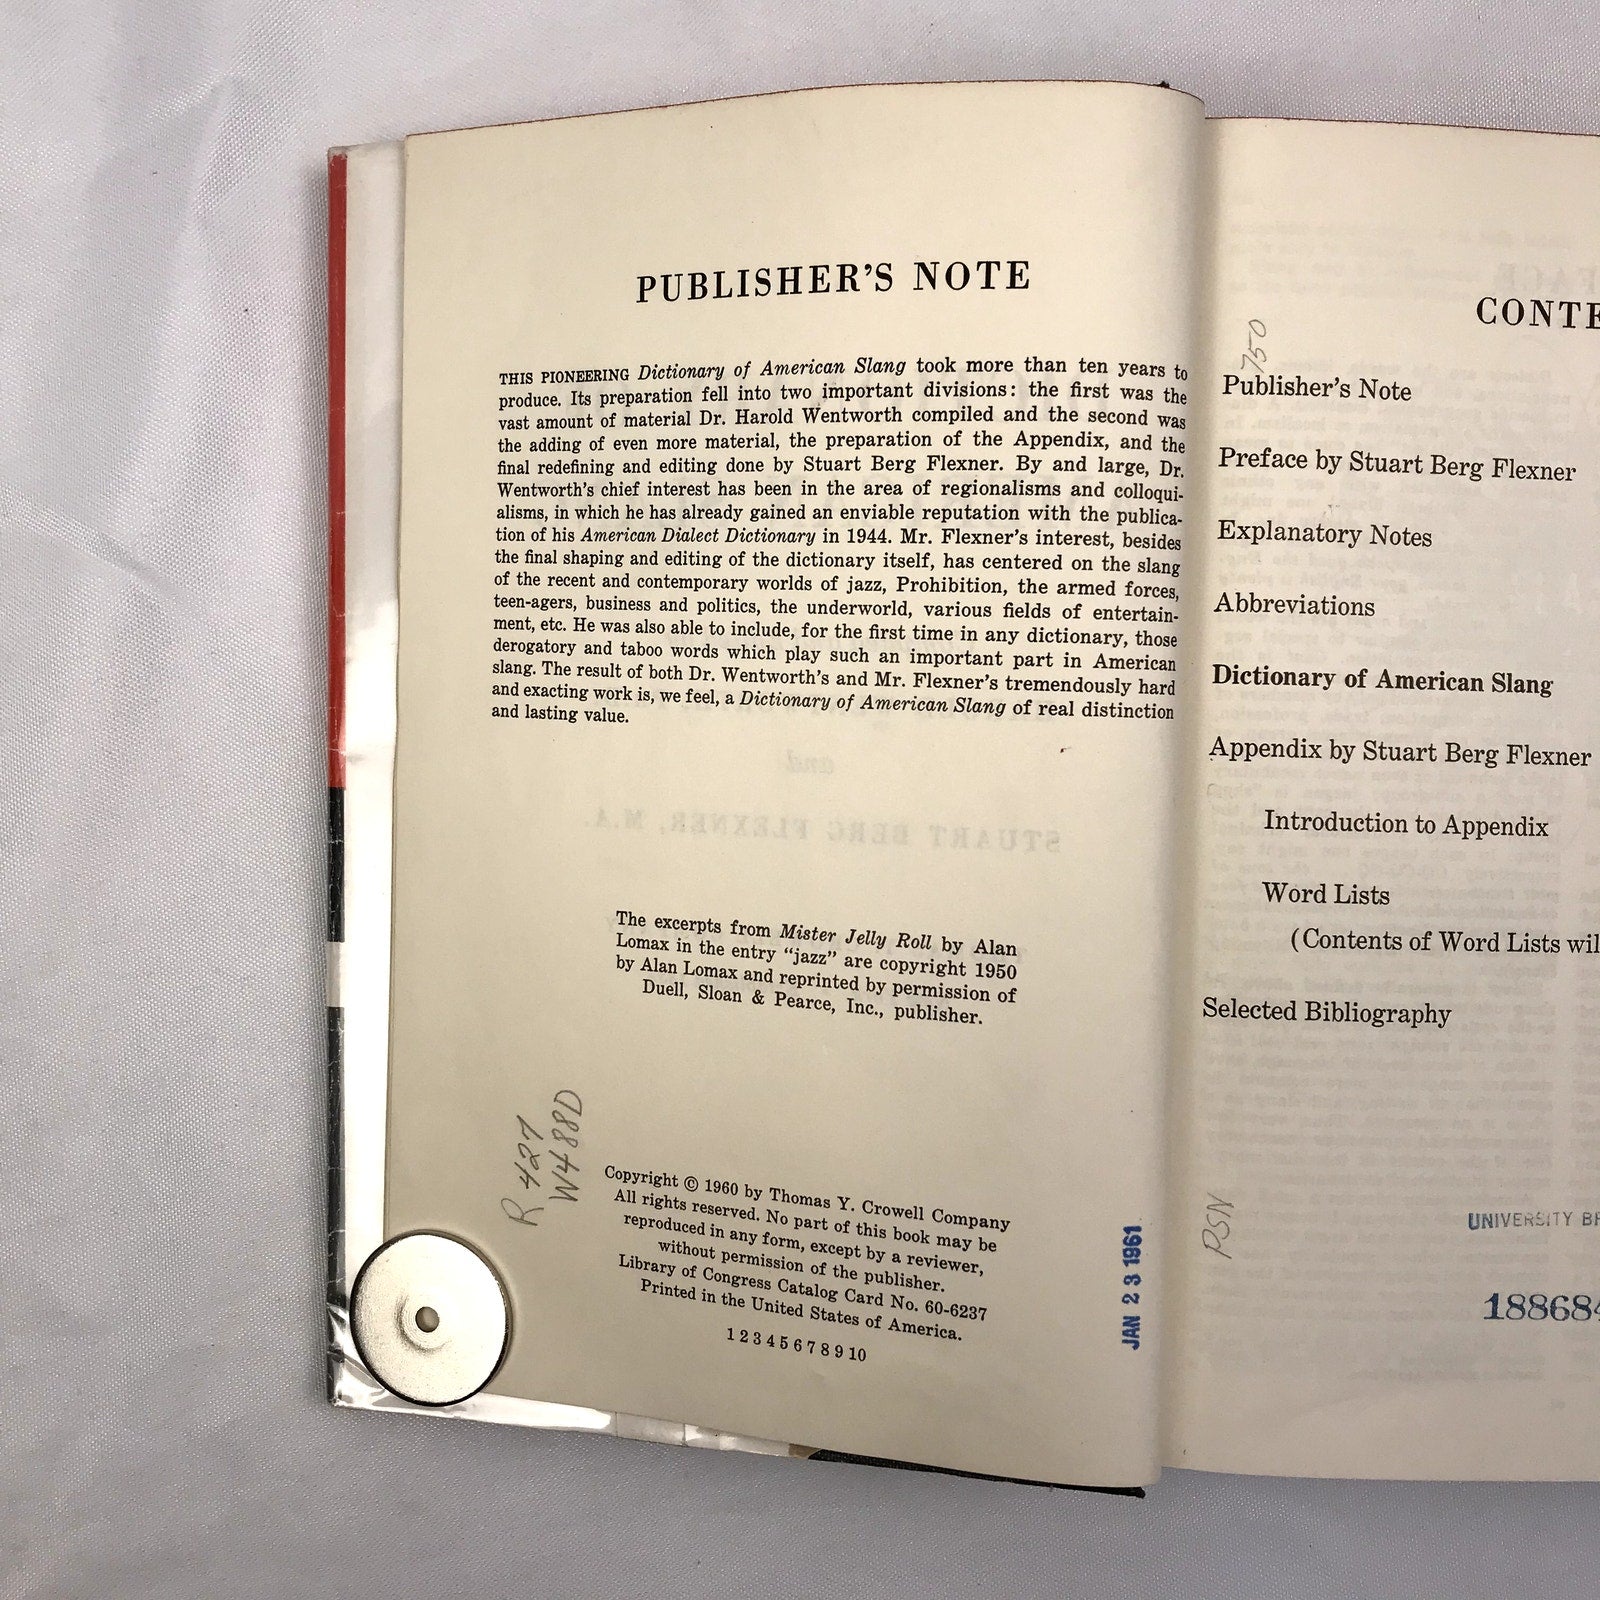 PUBLISHER'S NOTE
THIS PIONEERING Dictionary of American Slang took more than ten years to
produce. Its preparation fell into two important divisions: the first was the
vast amount of material Dr. Harold Wentworth compiled and the second was
the adding of even more material, the preparation of the Appendix, and the
final redefining and editing done by Stuart Berg Flexner. By and large, Dr.
Wentworth's chief interest has been in the area of regionalisms and colloqui-
alisms, in which he has already gained an enviable reputation with the publica-
tion of his American Dialect Dictionary in 1944. Mr. Flexner's interest, besides
the final shaping and editing of the dictionary itself, has centered on the slang
of the recent and contemporary worlds of jazz, Prohibition, the armed forces,
teen-agers, business and politics, the underworld, various fields of entertain-
ment, etc. He was also able to include, for the first time in any dictionary, those
derogatory and taboo words which play such an important part in American
slang. The result of both Dr. Wentworth's and Mr. Flexner's tremendously hard
and exacting work is, we feel, a Dictionary of American Slang of real distinction
and lasting value.
The excerpts from Mister Jelly Roll by Alan
Lomax in the entry "jazz" are copyright 1950
by Alan Lomax and reprinted by permission of
Duell, Sloan & Pearce, Inc., publisher.
R 427
W488D
Copyright © 1960 by Thomas Y. Crowell Company
All rights reserved. No part of this book may be
reproduced in any form, except by a reviewer,
without permission of the publisher.
Library of Congress Catalog Card No. 60-6237
Printed in the United States of America.
1 2 3 4 5 6 7 8 9 10
JAN 23 1961
CONTE
750
Publisher's Note
Preface by Stuart Berg Flexner
Explanatory Notes
Abbreviations
Dictionary of American Slang
Appendix by Stuart Berg Flexner
Introduction to Appendix
Word Lists
(Contents of Word Lists wil
Selected Bibliography
PSN
UNIVERSITY BR
188684